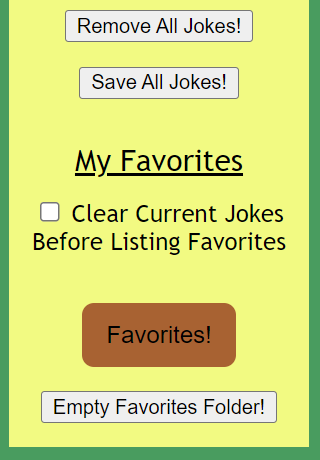 Remove All Jokes!
Save All Jokes!
My Favorites
Clear Current Jokes
Before Listing Favorites
Favorites!
Empty Favorites Folder!